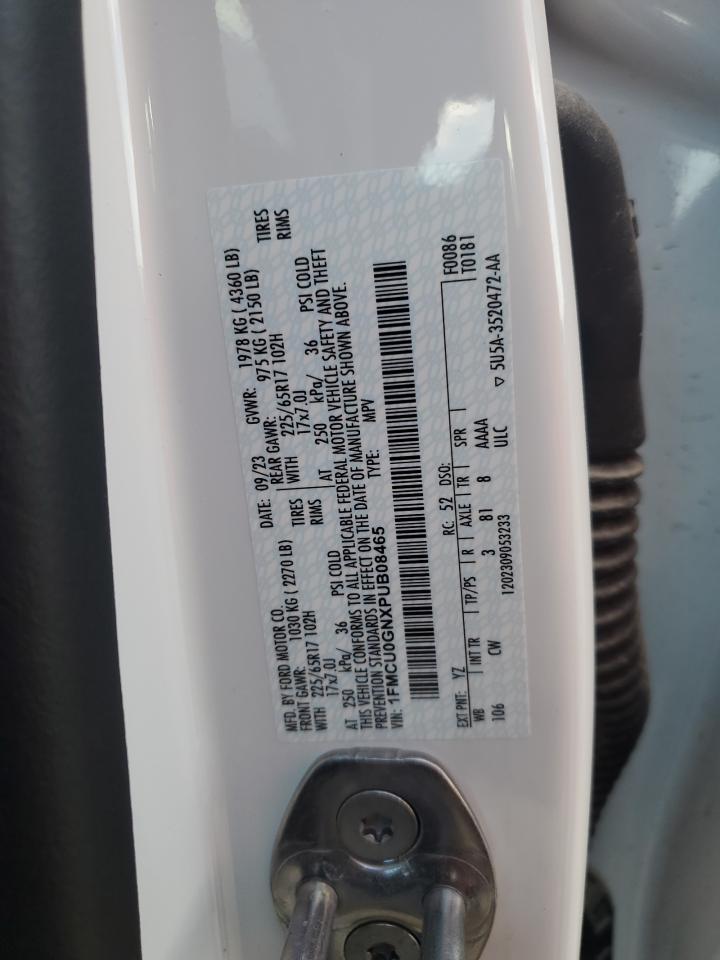 MFD. BY FORD MOTOR CO.
DATE: 09/23 GVWR: 1978 KG ( 4360 LB)
FRONT GAWR: 1030 KG ( 2270 LB) REAR GAWR: 975 KG ( 2150 LB)
WITH 225/65R17 102H TIRES WITH 225/65R17 102H TIRES
17x7.0J RIMS 17x7.0J RIMS
AT 250 kPa/ 36 PSI COLD AT 250 kPa/ 36 PSI COLD
THIS VEHICLE CONFORMS TO ALL APPLICABLE FEDERAL MOTOR VEHICLE SAFETY AND THEFT
PREVENTION STANDARDS IN EFFECT ON THE DATE OF MANUFACTURE SHOWN ABOVE.
VIN: 1FMCU0GNXPUB08465 TYPE: MPV
F0086
T0181
EXT PNT: YZ RC: 52 DSO:
WB INT TR TP/PS R AXLE TR SPR
106 CW 3 81 8 AAAA
ULC
1202309053233 ▽ 5U5A-3520472-AA